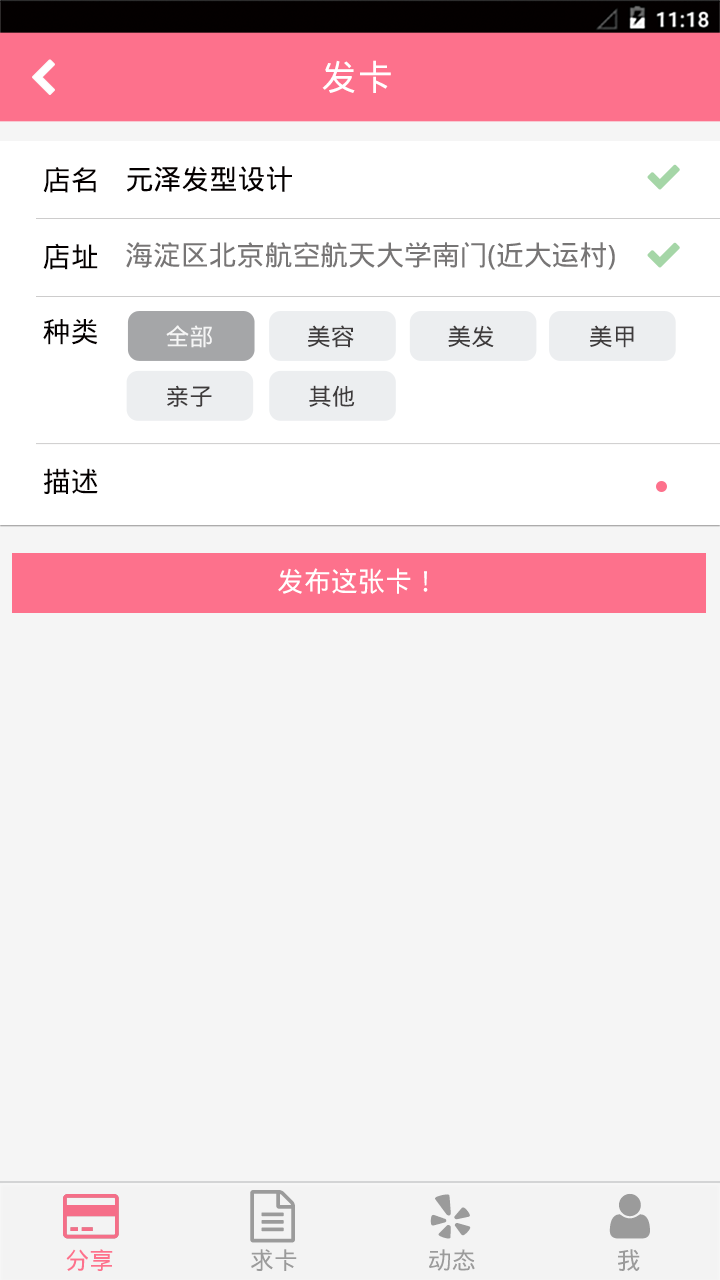 11:18
发卡
店名 元泽发型设计
店址 海淀区北京航空航天大学南门(近大运村)
种类 全部 美容 美发 美甲
亲子 其他
描述
发布这张卡！
分享 求卡 动态 我